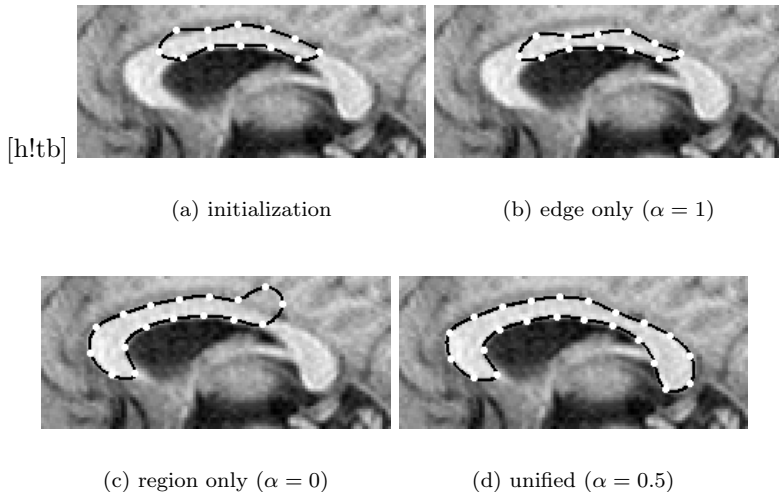 [h!tb]
(a) initialization
(b) edge only (α = 1)
(c) region only (α = 0)
(d) unified (α = 0.5)